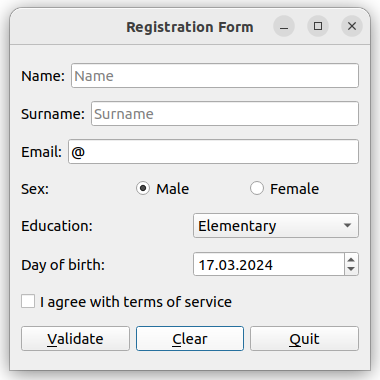 Registration Form
Name: Name
Surname: Surname
Email: @
Sex: Male Female
Education: Elementary
Day of birth: 17.03.2024
I agree with terms of service
Validate Clear Quit